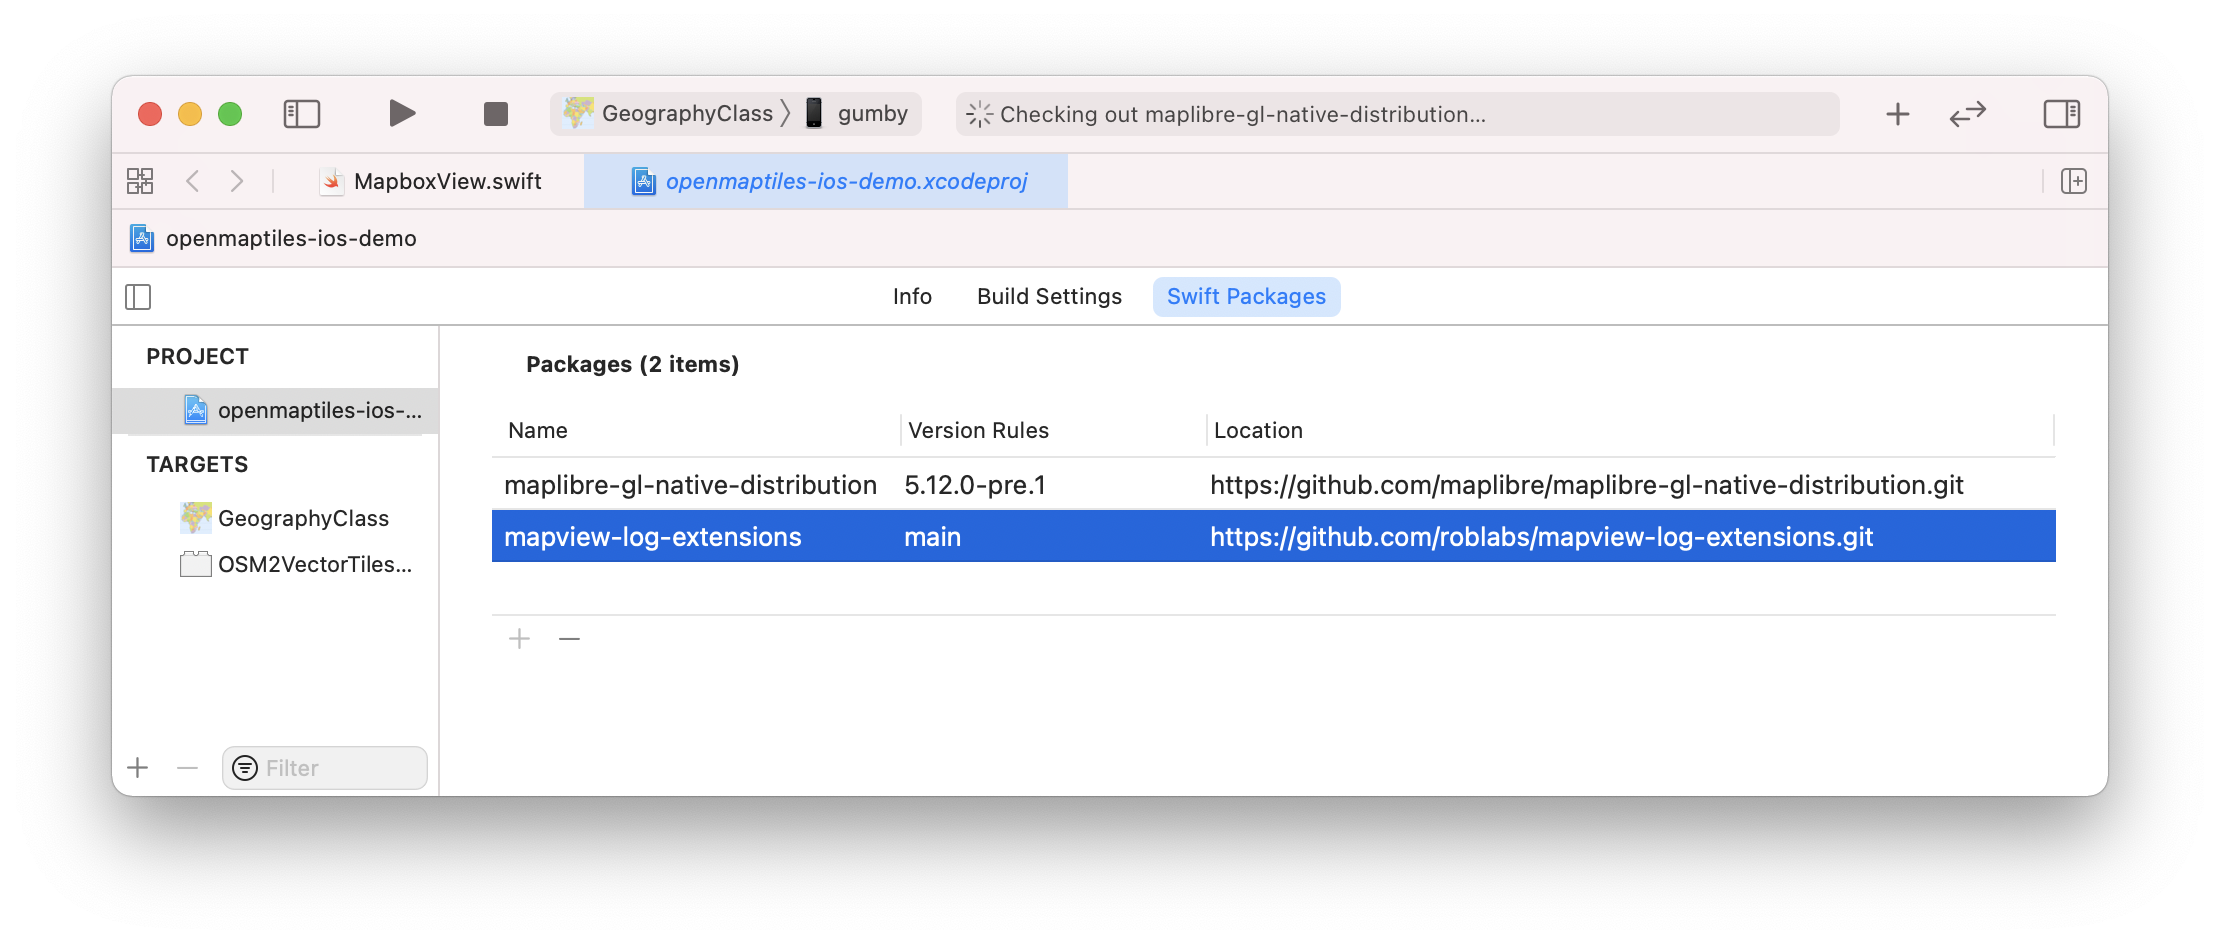 GeographyClass 〉 gumby
Checking out maplibre-gl-native-distribution...
MapboxView.swift
openmaptiles-ios-demo.xcodeproj
openmaptiles-ios-demo
Info Build Settings Swift Packages
PROJECT
openmaptiles-ios-...
TARGETS
GeographyClass
OSM2VectorTiles...
Filter
Packages (2 items)
Name Version Rules Location
maplibre-gl-native-distribution 5.12.0-pre.1 https://github.com/maplibre/maplibre-gl-native-distribution.git
mapview-log-extensions main https://github.com/roblabs/mapview-log-extensions.git